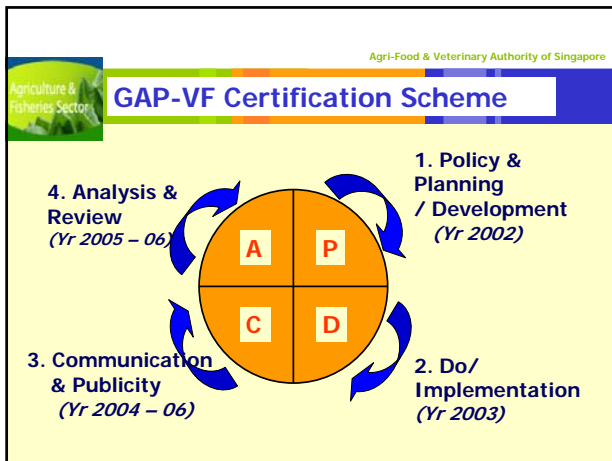 Agri-Food & Veterinary Authority of Singapore
Agriculture &
Fisheries Sector
GAP-VF Certification Scheme
1. Policy &
Planning
/ Development
(Yr 2002)
4. Analysis &
Review
(Yr 2005 – 06)
A
P
C
D
3. Communication
& Publicity
(Yr 2004 – 06)
2. Do/
Implementation
(Yr 2003)